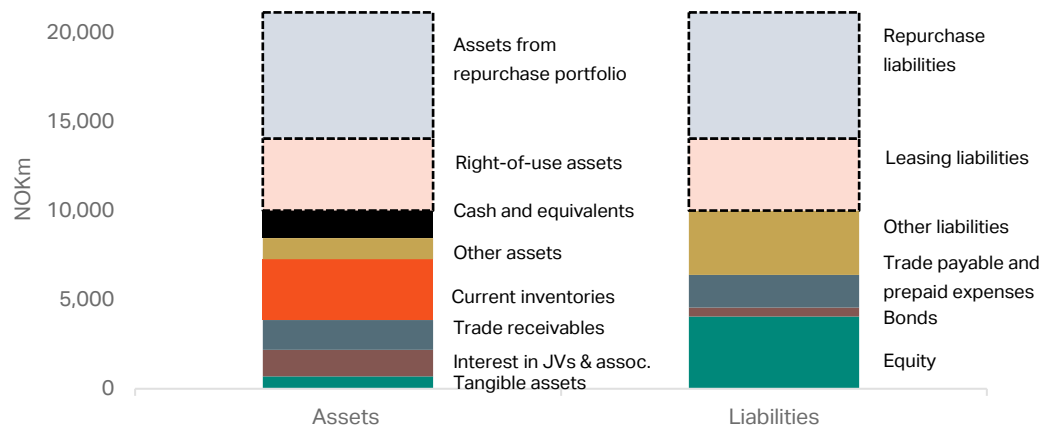 NOKm
20,000
15,000
10,000
5,000
0
Assets from
repurchase portfolio
Right-of-use assets
Cash and equivalents
Other assets
Current inventories
Trade receivables
Interest in JVs & assoc.
Tangible assets
Repurchase
liabilities
Leasing liabilities
Other liabilities
Trade payable and
prepaid expenses
Bonds
Equity
Assets
Liabilities